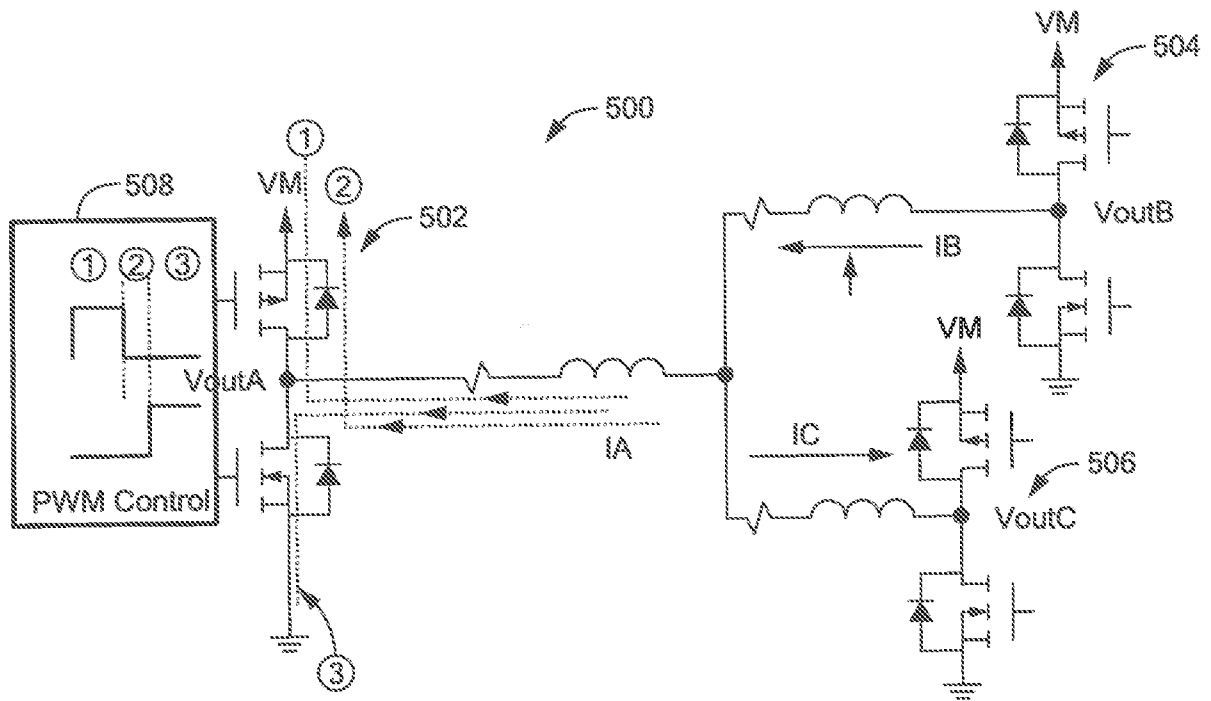 VM
504
500
①
508
VM
②
502
VoutB
① ② ③
IB
VM
VoutA
IA
IC
506
PWM Control
VoutC
③